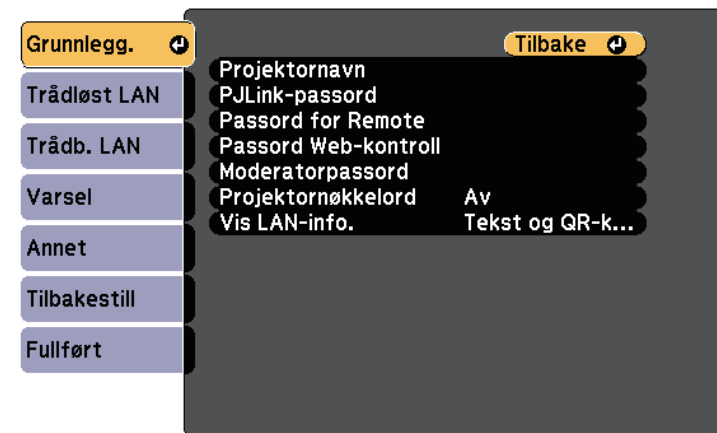 Grunnlegg.
Trådløst LAN
Trådb. LAN
Varsel
Annet
Tilbakestill
Fullført
Tilbake
Projektornavn
PJLink-passord
Passord for Remote
Passord Web-kontroll
Moderatorpassord
Projektornøkkelord Av
Vis LAN-info. Tekst og QR-k...